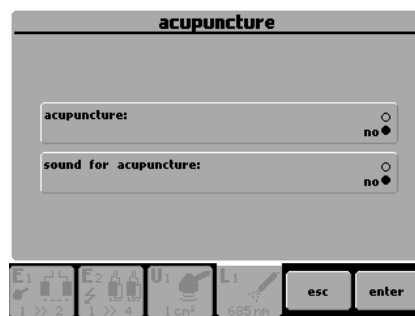 acupuncture
acupuncture:
no
sound for acupuncture:
no
E1
1 >> 2
E2
1 >> 4
U1
1 cm²
L1
685 nm
esc
enter